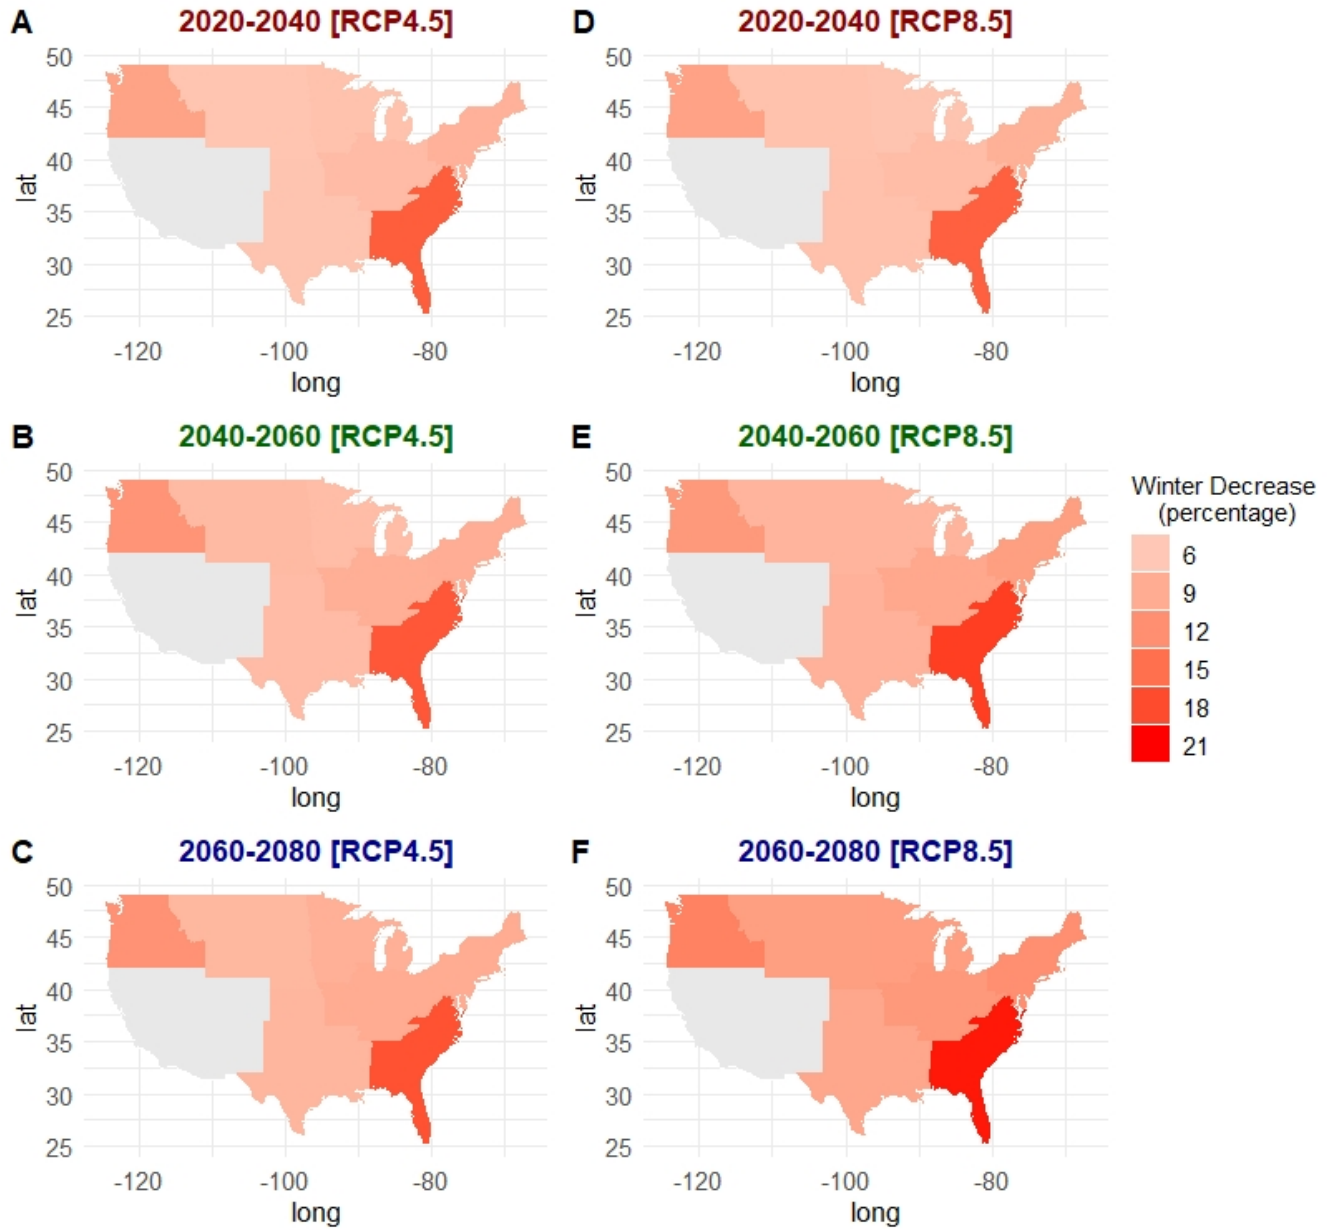 A 2020-2040 [RCP4.5]
50
45
40
35
30
25
lat
-120 -100 -80
long
D 2020-2040 [RCP8.5]
50
45
40
35
30
25
lat
-120 -100 -80
long
B 2040-2060 [RCP4.5]
50
45
40
35
30
25
lat
-120 -100 -80
long
E 2040-2060 [RCP8.5]
50
45
40
35
30
25
lat
-120 -100 -80
long
Winter Decrease
(percentage)
6
9
12
15
18
21
C 2060-2080 [RCP4.5]
50
45
40
35
30
25
lat
-120 -100 -80
long
F 2060-2080 [RCP8.5]
50
45
40
35
30
25
lat
-120 -100 -80
long